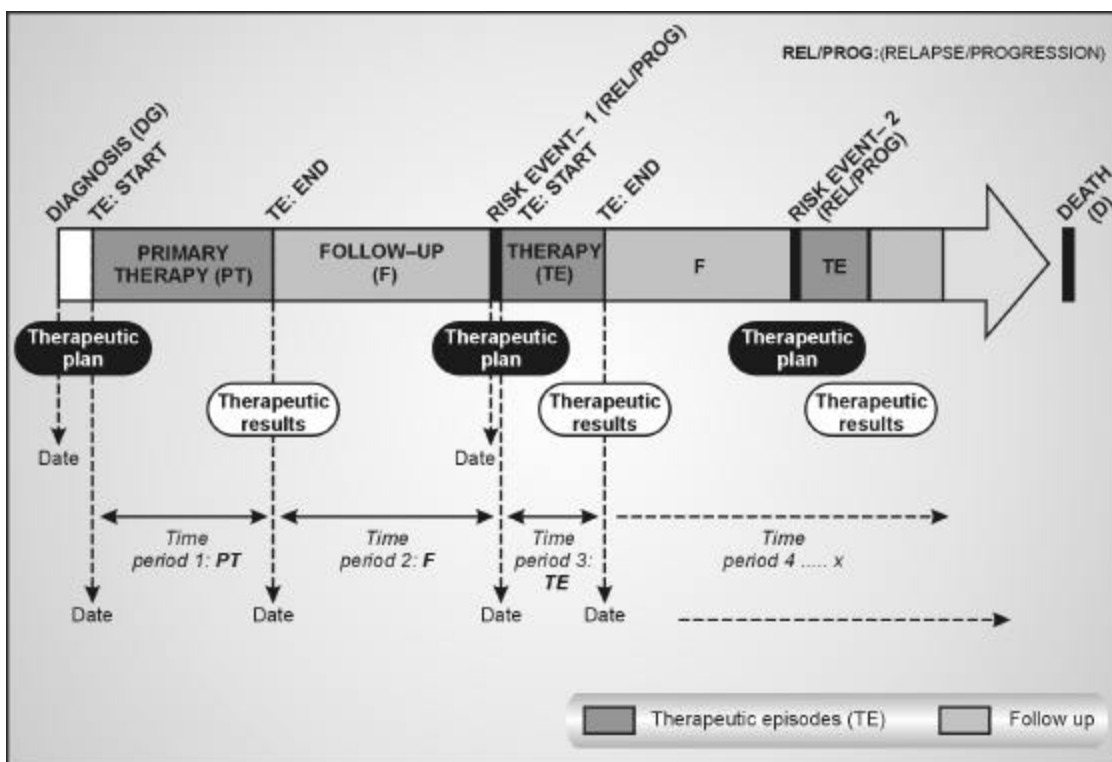 REL/PROG:(RELAPSE/PROGRESSION)
DIAGNOSIS (DG)
TE: START
TE: END
RISK EVENT– 1 (REL/PROG)
TE: START
TE: END
RISK EVENT– 2
(REL/PROG)
DEATH
(D)
PRIMARY
THERAPY (PT)
FOLLOW–UP
(F)
THERAPY
(TE)
F
TE
Therapeutic
plan
Therapeutic
plan
Therapeutic
plan
Therapeutic
results
Therapeutic
results
Therapeutic
results
Date
Date
Time
period 1: PT
Time
period 2: F
Time
period 3:
TE
Time
period 4 ..... x
Date
Date
Date
Date
Therapeutic episodes (TE)
Follow up